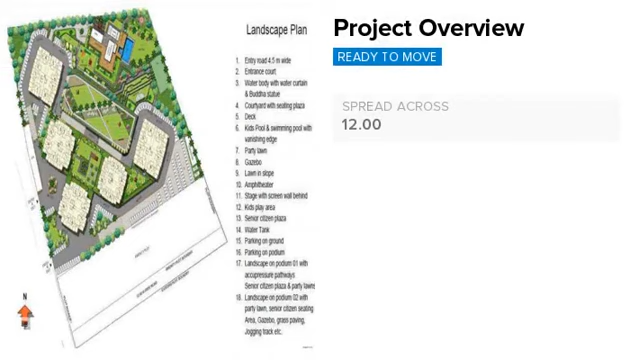 Landscape Plan
1. Entry road 4.5 m wide
2. Entrance court
3. Water body with water curtain
& Buddha statue
4. Courtyard with seating plaza
5. Deck
6. Kids Pool & swimming pool with
vanishing edge
7. Party lawn
8. Gazebo
9. Lawn in slope
10. Amphitheater
11. Stage with screen wall behind
12. Kids play area
13. Senior citizen plaza
14. Water Tank
15. Parking on ground
16. Parking on podium
17. Landscape on podium 01 with
accupressure pathways
Senior citizen plaza & party lawns
18. Landscape on podium 02 with
party lawn, senior citizen seating
Area, Gazebo, grass paving,
Jogging track etc.
N
Project Overview
READY TO MOVE
SPREAD ACROSS
12.00